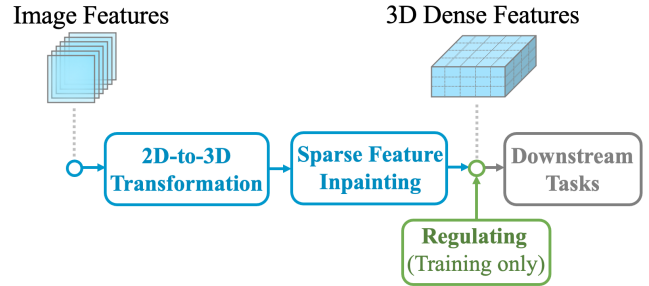 Image Features
3D Dense Features
2D-to-3D
Transformation
Sparse Feature
Inpainting
Downstream
Tasks
Regulating
(Training only)